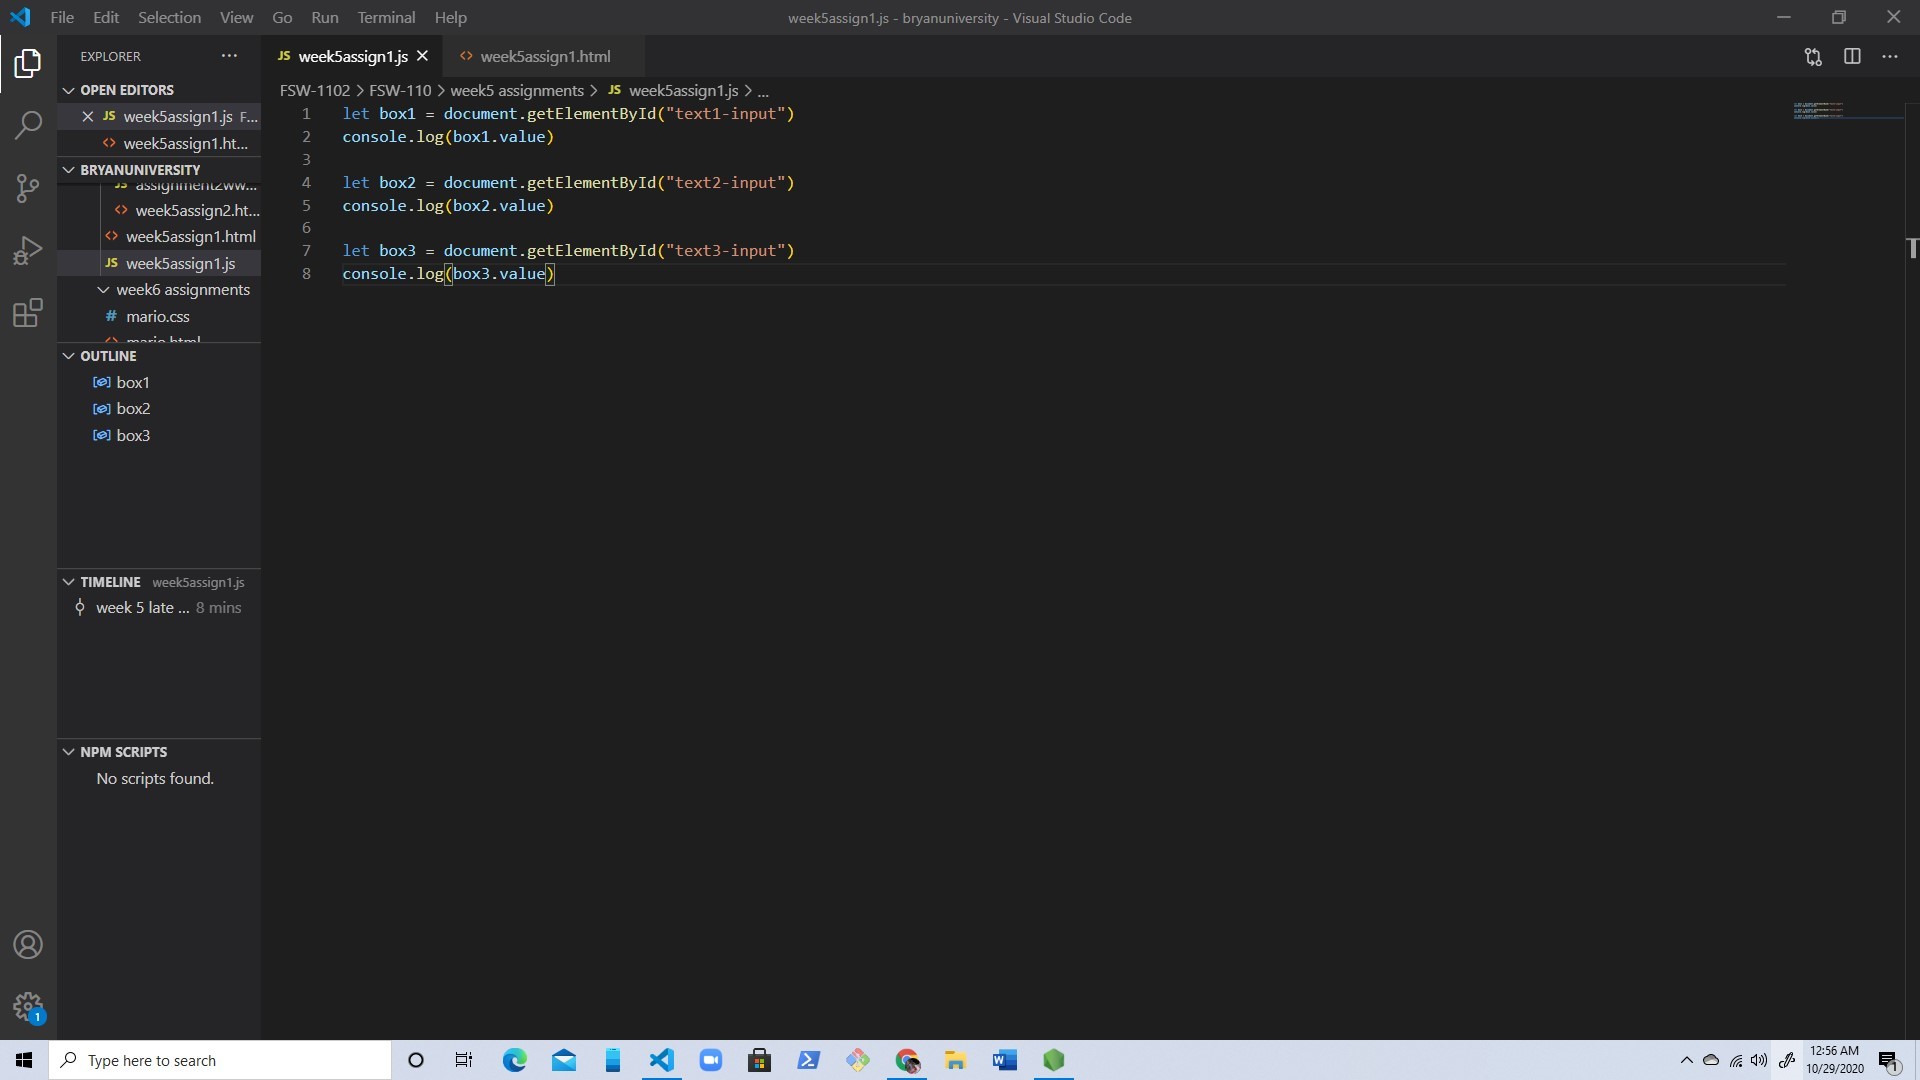 File Edit Selection View Go Run Terminal Help
week5assign1.js - bryanuniversity - Visual Studio Code
EXPLORER ...
OPEN EDITORS
JS week5assign1.js F...
<> week5assign1.ht...
BRYANUNIVERSITY
JS assignment2ww...
<> week5assign2.ht...
<> week5assign1.html
JS week5assign1.js
week6 assignments
# mario.css
<> mario.html
OUTLINE
box1
box2
box3
TIMELINE week5assign1.js
week 5 late ... 8 mins
NPM SCRIPTS
No scripts found.
1
JS week5assign1.js
<> week5assign1.html
FSW-1102 > FSW-110 > week5 assignments > JS week5assign1.js > ...
1 let box1 = document.getElementById("text1-input")
2 console.log(box1.value)
3
4 let box2 = document.getElementById("text2-input")
5 console.log(box2.value)
6
7 let box3 = document.getElementById("text3-input")
8 console.log(box3.value)
Type here to search
12:56 AM
10/29/2020
1